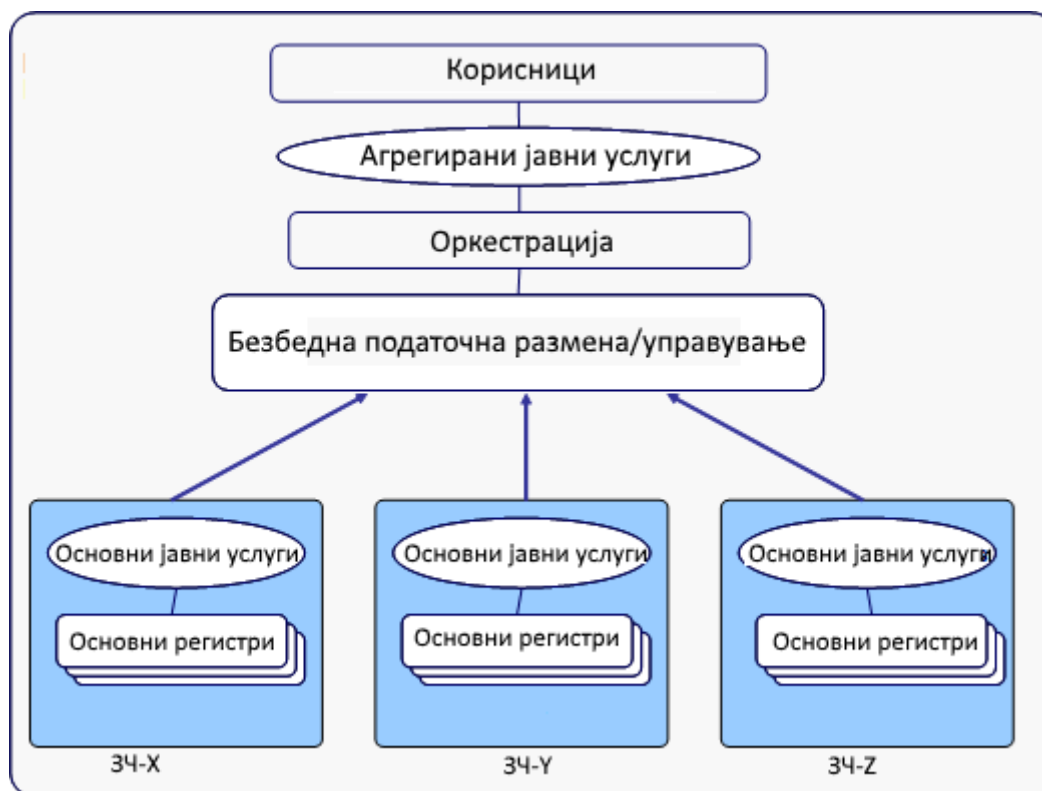 Корисници
Агрегирани јавни услуги
Оркестрација
Безбедна податочна размена/управување
Основни јавни услуги
Основни јавни услуги
Основни јавни услуги
Основни регистри
Основни регистри
Основни регистри
ЗЧ-X
ЗЧ-Y
ЗЧ-Z